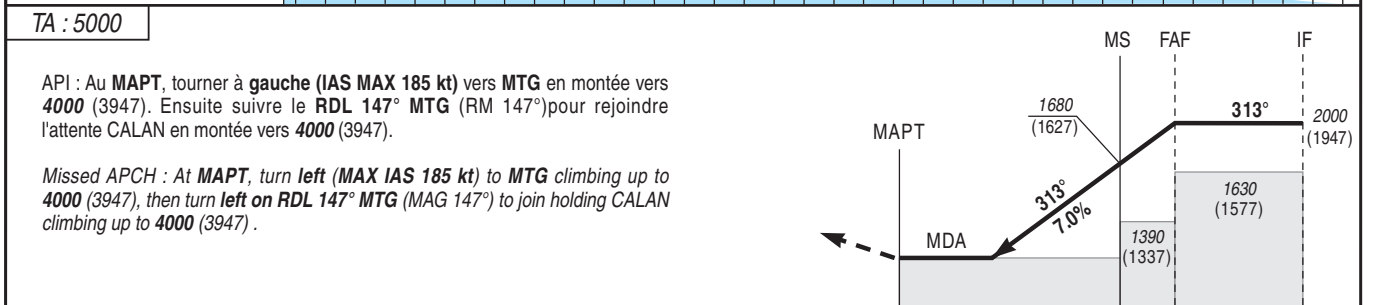 TA : 5000
API : Au MAPT, tourner à gauche (IAS MAX 185 kt) vers MTG en montée vers
4000 (3947). Ensuite suivre le RDL 147° MTG (RM 147°)pour rejoindre
l'attente CALAN en montée vers 4000 (3947).
Missed APCH : At MAPT, turn left (MAX IAS 185 kt) to MTG climbing up to
4000 (3947), then turn left on RDL 147° MTG (MAG 147°) to join holding CALAN
climbing up to 4000 (3947) .
MS FAF IF
1680
(1627)
313°
2000
(1947)
MAPT
1630
(1577)
313°
7.0%
MDA
1390
(1337)